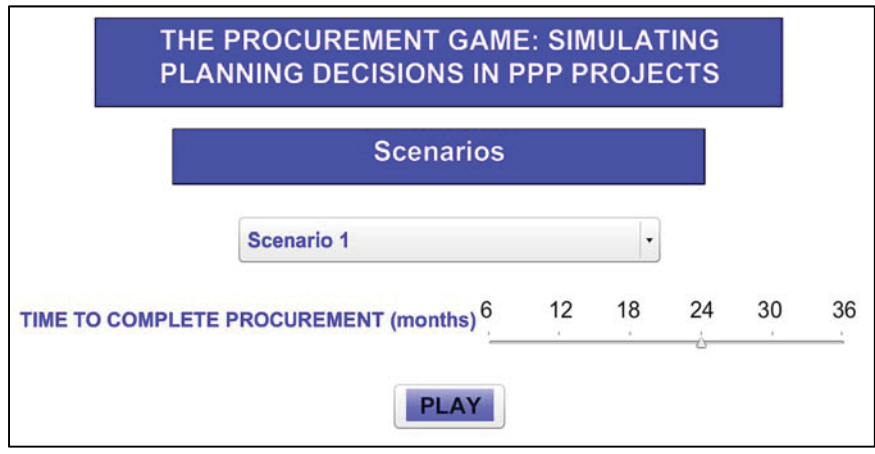 THE PROCUREMENT GAME: SIMULATING
PLANNING DECISIONS IN PPP PROJECTS
Scenarios
Scenario 1
TIME TO COMPLETE PROCUREMENT (months) 6 12 18 24 30 36
PLAY